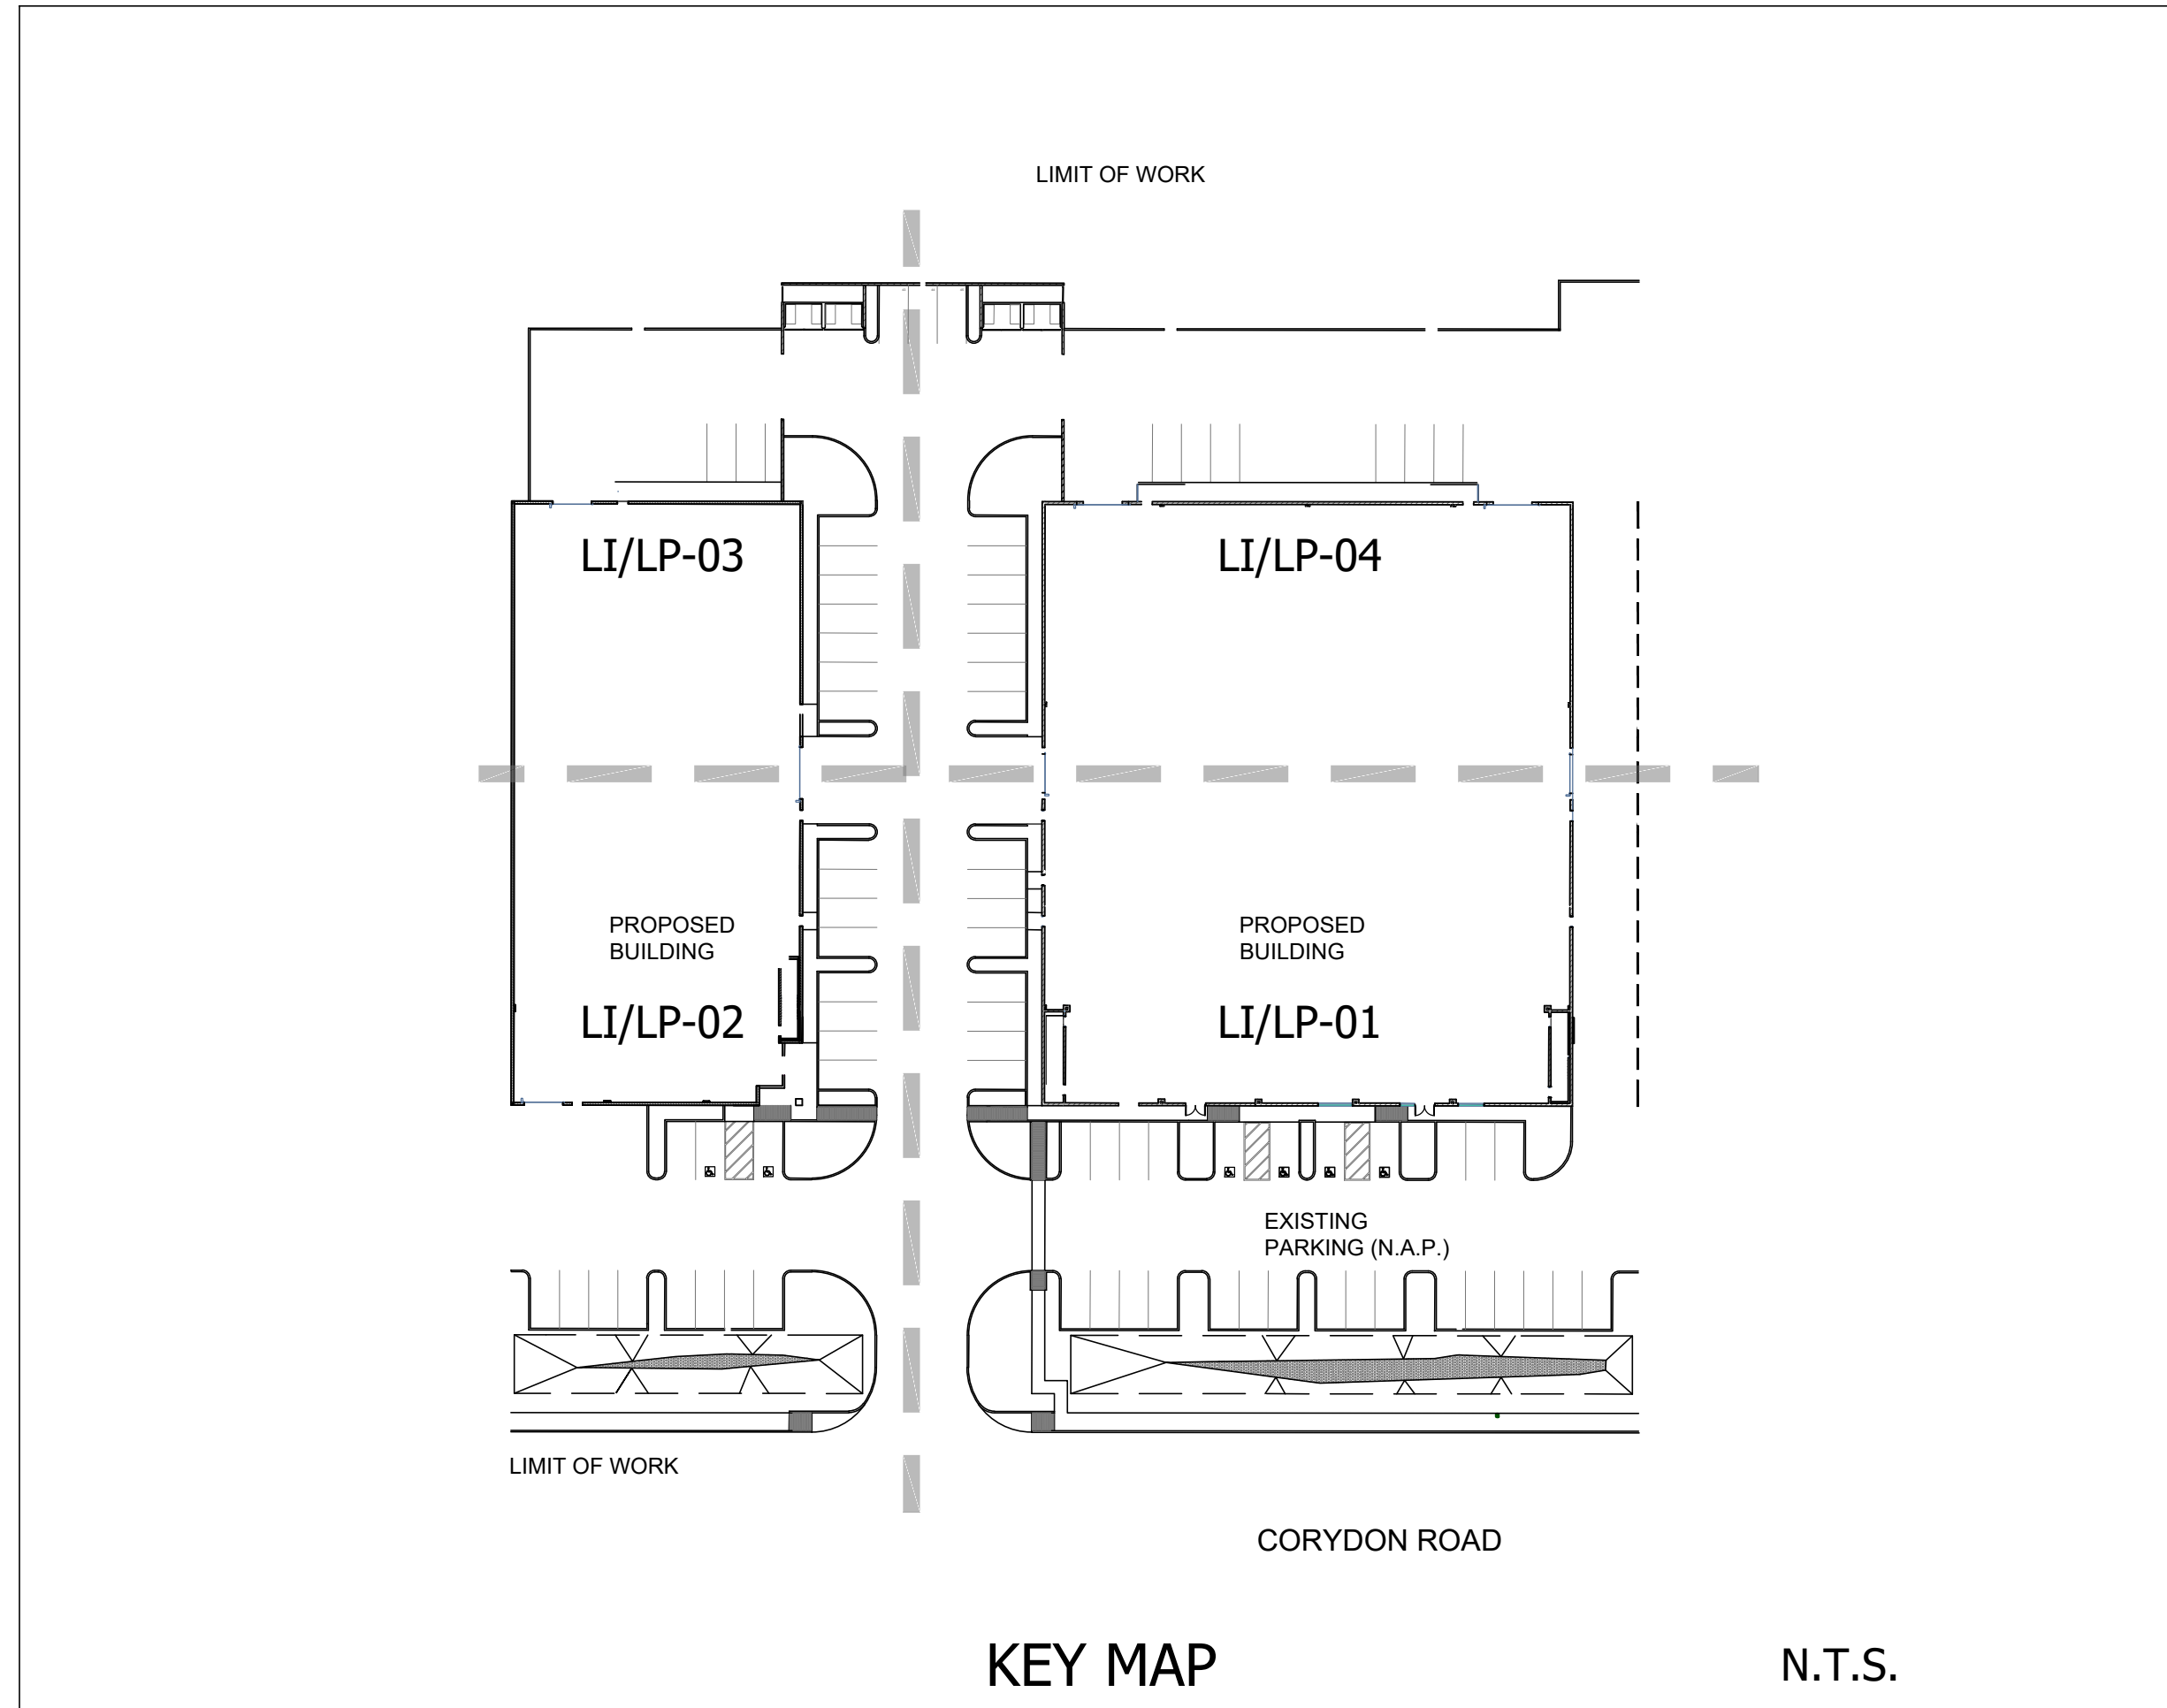 LIMIT OF WORK
LI/LP-03
LI/LP-04
PROPOSED
BUILDING
PROPOSED
BUILDING
LI/LP-02
LI/LP-01
EXISTING
PARKING (N.A.P.)
LIMIT OF WORK
CORYDON ROAD
KEY MAP
N.T.S.